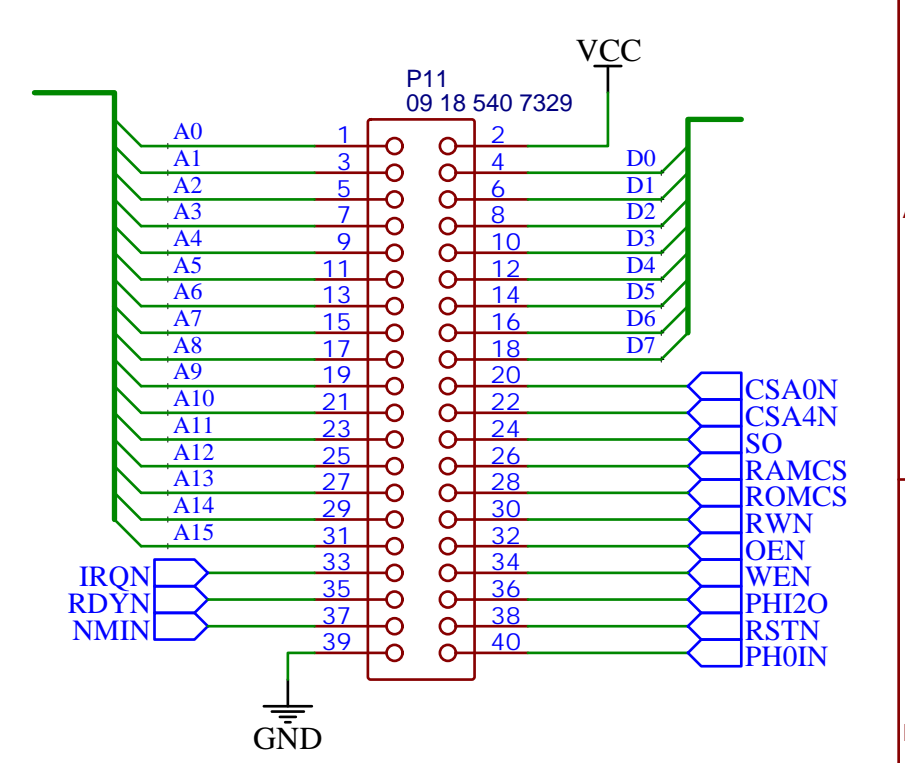 VCC
P11
09 18 540 7329
A0 1 2
A1 3 4 D0
A2 5 6 D1
A3 7 8 D2
A4 9 10 D3
A5 11 12 D4
A6 13 14 D5
A7 15 16 D6
A8 17 18 D7
A9 19 20 CSA0N
A10 21 22 CSA4N
A11 23 24 SO
A12 25 26 RAMCS
A13 27 28 ROMCS
A14 29 30 RWN
A15 31 32 OEN
IRQN 33 34 WEN
RDYN 35 36 PHI2O
NMIN 37 38 RSTN
39 40 PH0IN
GND